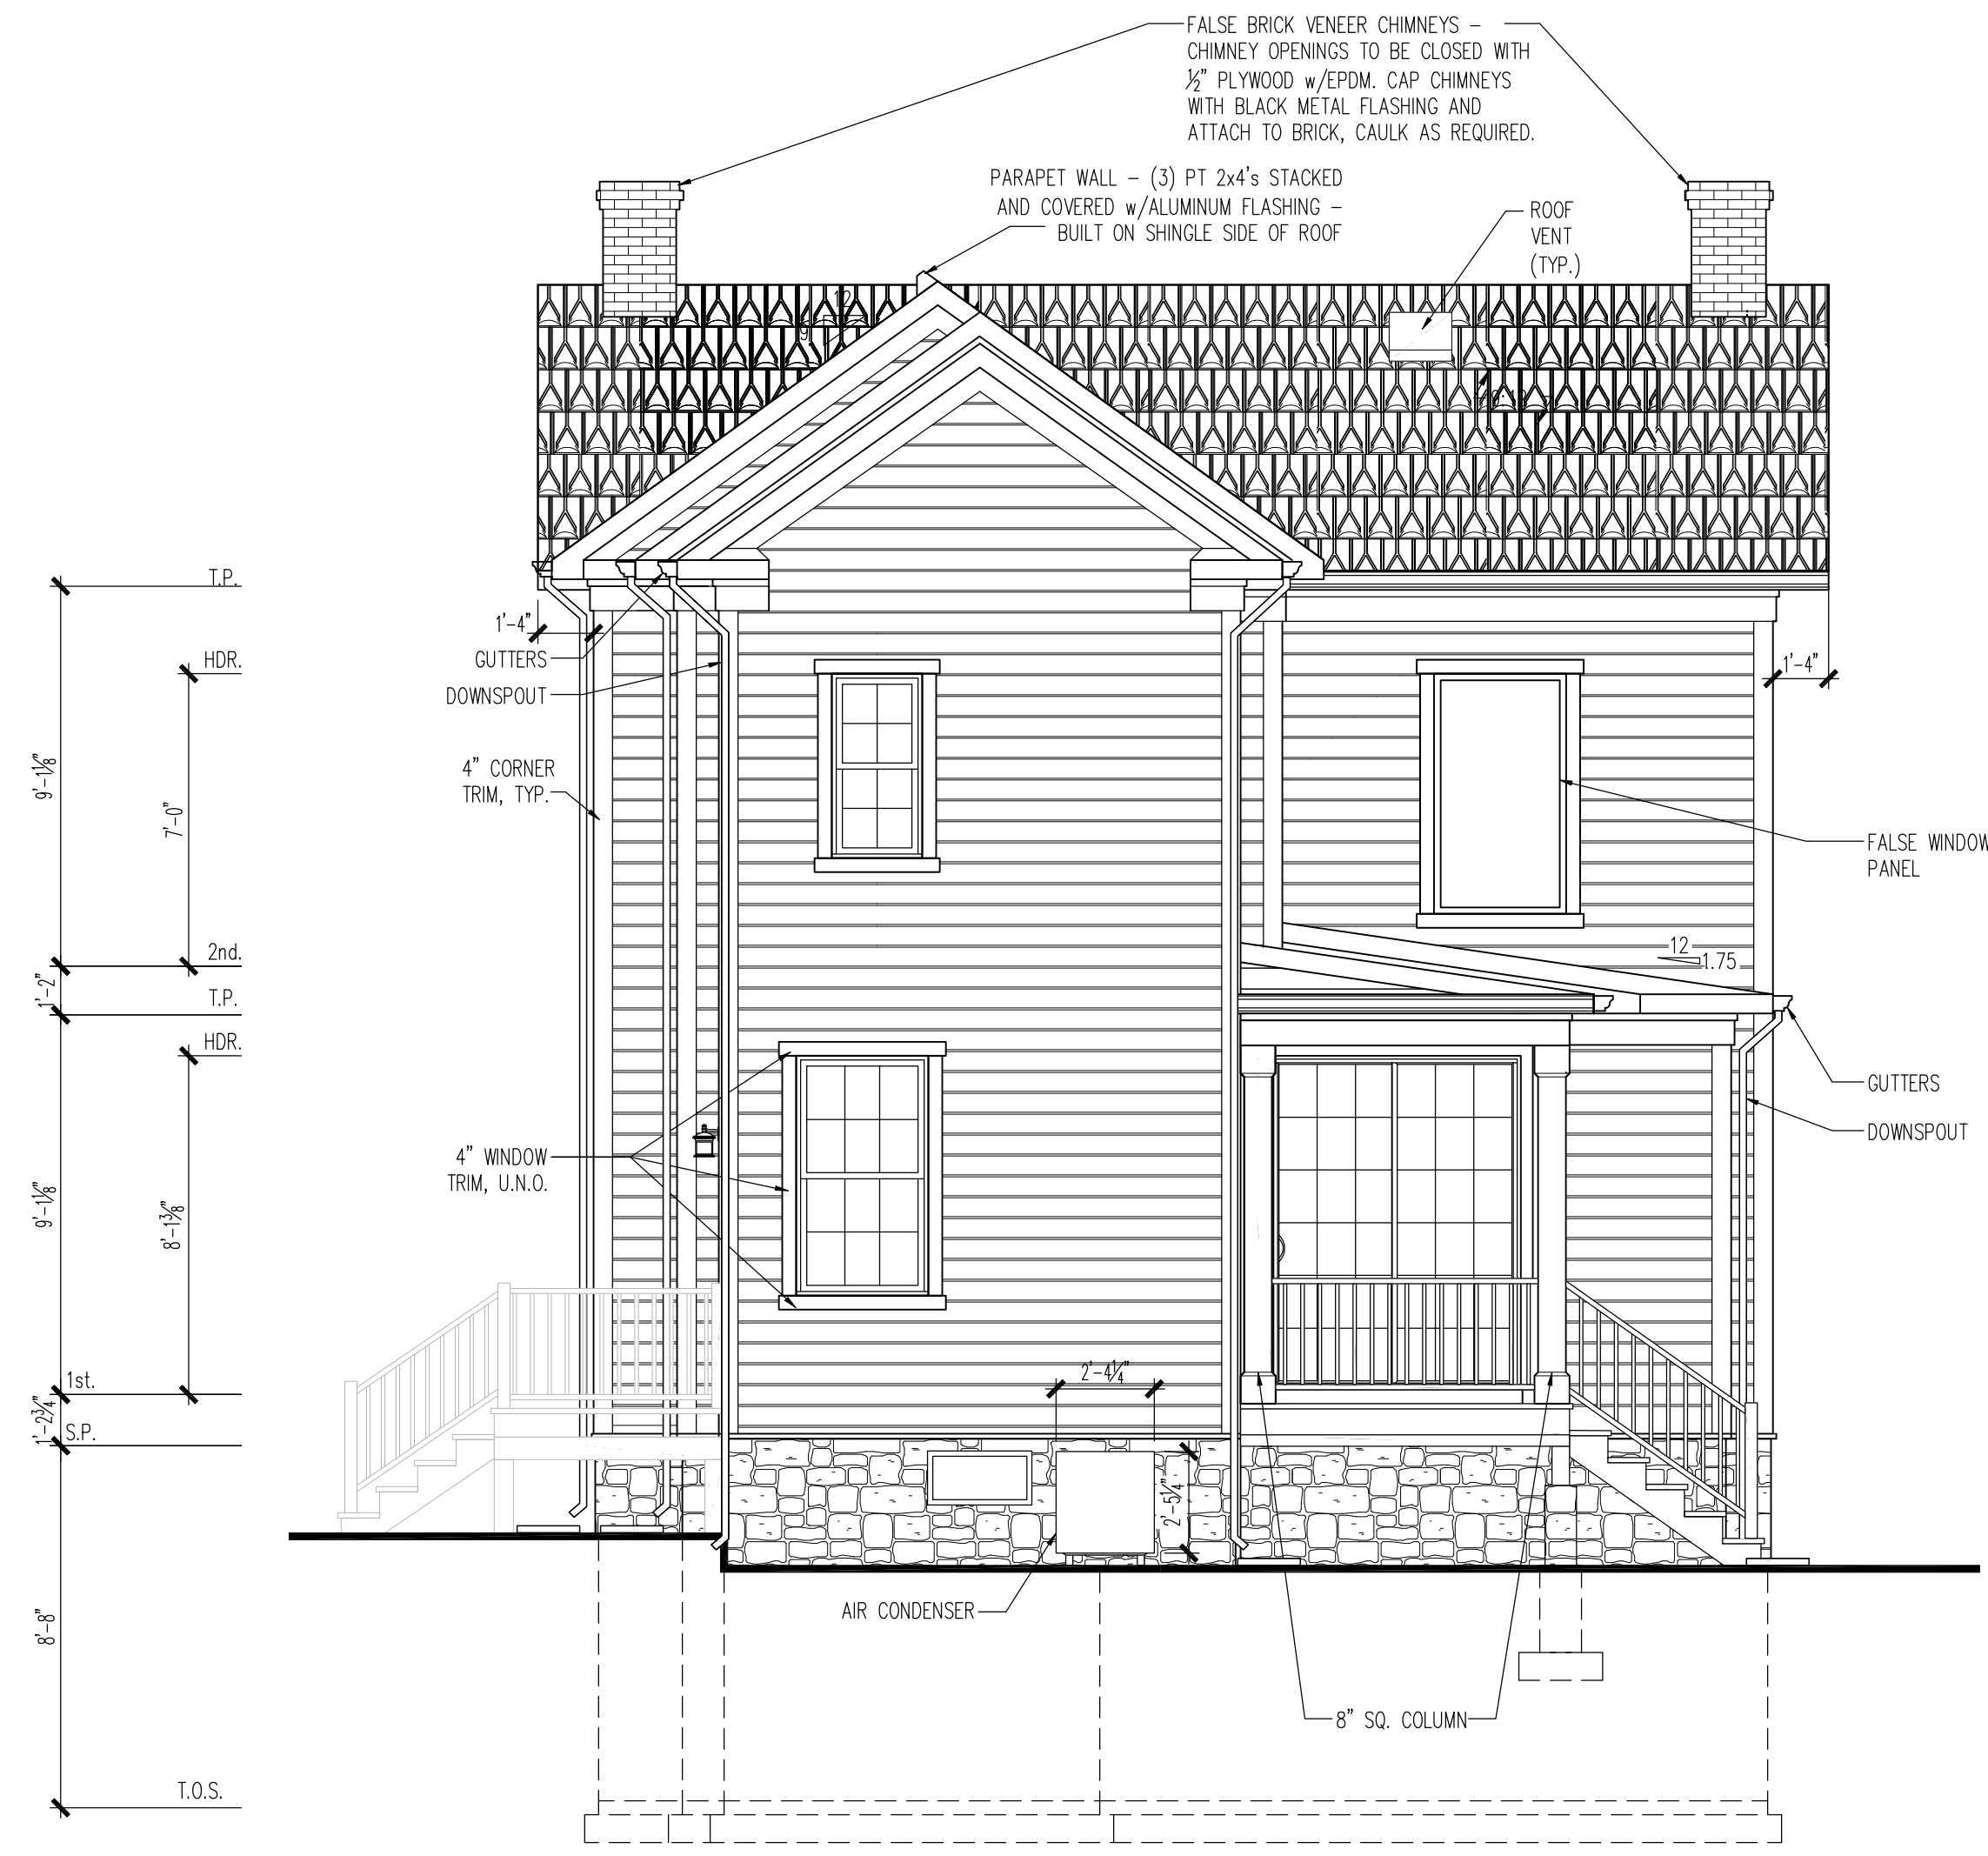 FALSE BRICK VENEER CHIMNEYS –
CHIMNEY OPENINGS TO BE CLOSED WITH
½" PLYWOOD w/EPDM. CAP CHIMNEYS
WITH BLACK METAL FLASHING AND
ATTACH TO BRICK, CAULK AS REQUIRED.
PARAPET WALL – (3) PT 2x4's STACKED
AND COVERED w/ALUMINUM FLASHING –
BUILT ON SHINGLE SIDE OF ROOF
ROOF
VENT
(TYP.)
12
9
T.P.
1'-4"
GUTTERS
DOWNSPOUT
HDR.
1'-4"
4" CORNER
TRIM, TYP.
9'-1⅛"
7'-0"
FALSE WINDOW
PANEL
2nd.
12
1.75
1'-2"
T.P.
HDR.
GUTTERS
DOWNSPOUT
4" WINDOW
TRIM, U.N.O.
9'-1⅛"
8'-1⅜"
1st.
2'-4¼"
1'-2¾"
S.P.
2'-5¼"
AIR CONDENSER
8'-8"
8" SQ. COLUMN
T.O.S.